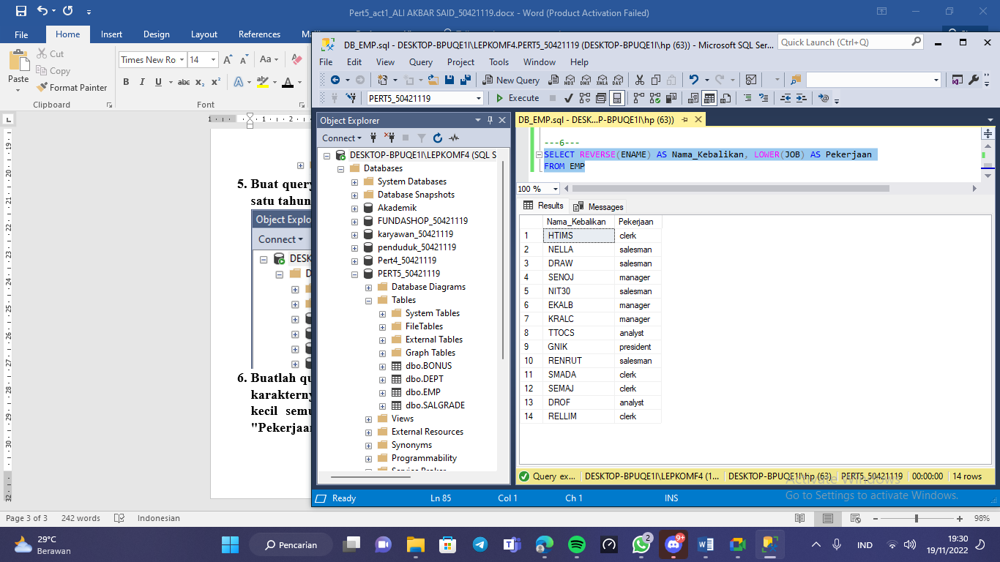 Pert5_act1_ALI AKBAR SAID_50421119.docx - Word (Product Activation Failed)
File Home Insert Design Layout References
Cut
Copy
Format Painter
Paste
Clipboard
Times New Ro 14
Font
DB_EMP.sql - DESKTOP-BPUQE1I\LEPKOMF4.PERT5_50421119 (DESKTOP-BPUQE1I\hp (63)) - Microsoft SQL Ser...
Quick Launch (Ctrl+Q)
File Edit View Query Project Tools Window Help
New Query MDX DMX XMLA DAX
PERT5_50421119 Execute
Object Explorer
Connect
DESKTOP-BPUQE1I\LEPKOMF4 (SQL S
Databases
System Databases
Database Snapshots
Akademik
FUNDASHOP_50421119
karyawan_50421119
penduduk_50421119
Pert4_50421119
PERT5_50421119
Database Diagrams
Tables
System Tables
FileTables
External Tables
Graph Tables
dbo.BONUS
dbo.DEPT
dbo.EMP
dbo.SALGRADE
Views
External Resources
Synonyms
Programmability
Service Broker
DB_EMP.sql - DESK...P-BPUQE1I\hp (63))
---6---
SELECT REVERSE(ENAME) AS Nama_Kebalikan, LOWER(JOB) AS Pekerjaan
FROM EMP
100 %
Results Messages
Nama_Kebalikan Pekerjaan
1 HTIMS clerk
2 NELLA salesman
3 DRAW salesman
4 SENOJ manager
5 NIT30 salesman
6 EKALB manager
7 KRALC manager
8 TTOCS analyst
9 GNIK president
10 RENRUT salesman
11 SMADA clerk
12 SEMAJ clerk
13 DROF analyst
14 RELLIM clerk
Query ex... DESKTOP-BPUQE1I\LEPKOMF4 (1... DESKTOP-BPUQE1I\hp (63) PERT5_50421119 00:00:00 14 rows
Ready Ln 85 Col 1 Ch 1 INS
Activate Windows
Go to Settings to activate Windows.
5. Buat query
satu tahun
Object Explo
Connect
DESK
D
6. Buatlah qu
karakterny
kecil semu
"Pekerjaan
Page 3 of 3 242 words Indonesian 98%
29°C
Berawan
Pencarian
2
9+
IND
19:30
19/11/2022